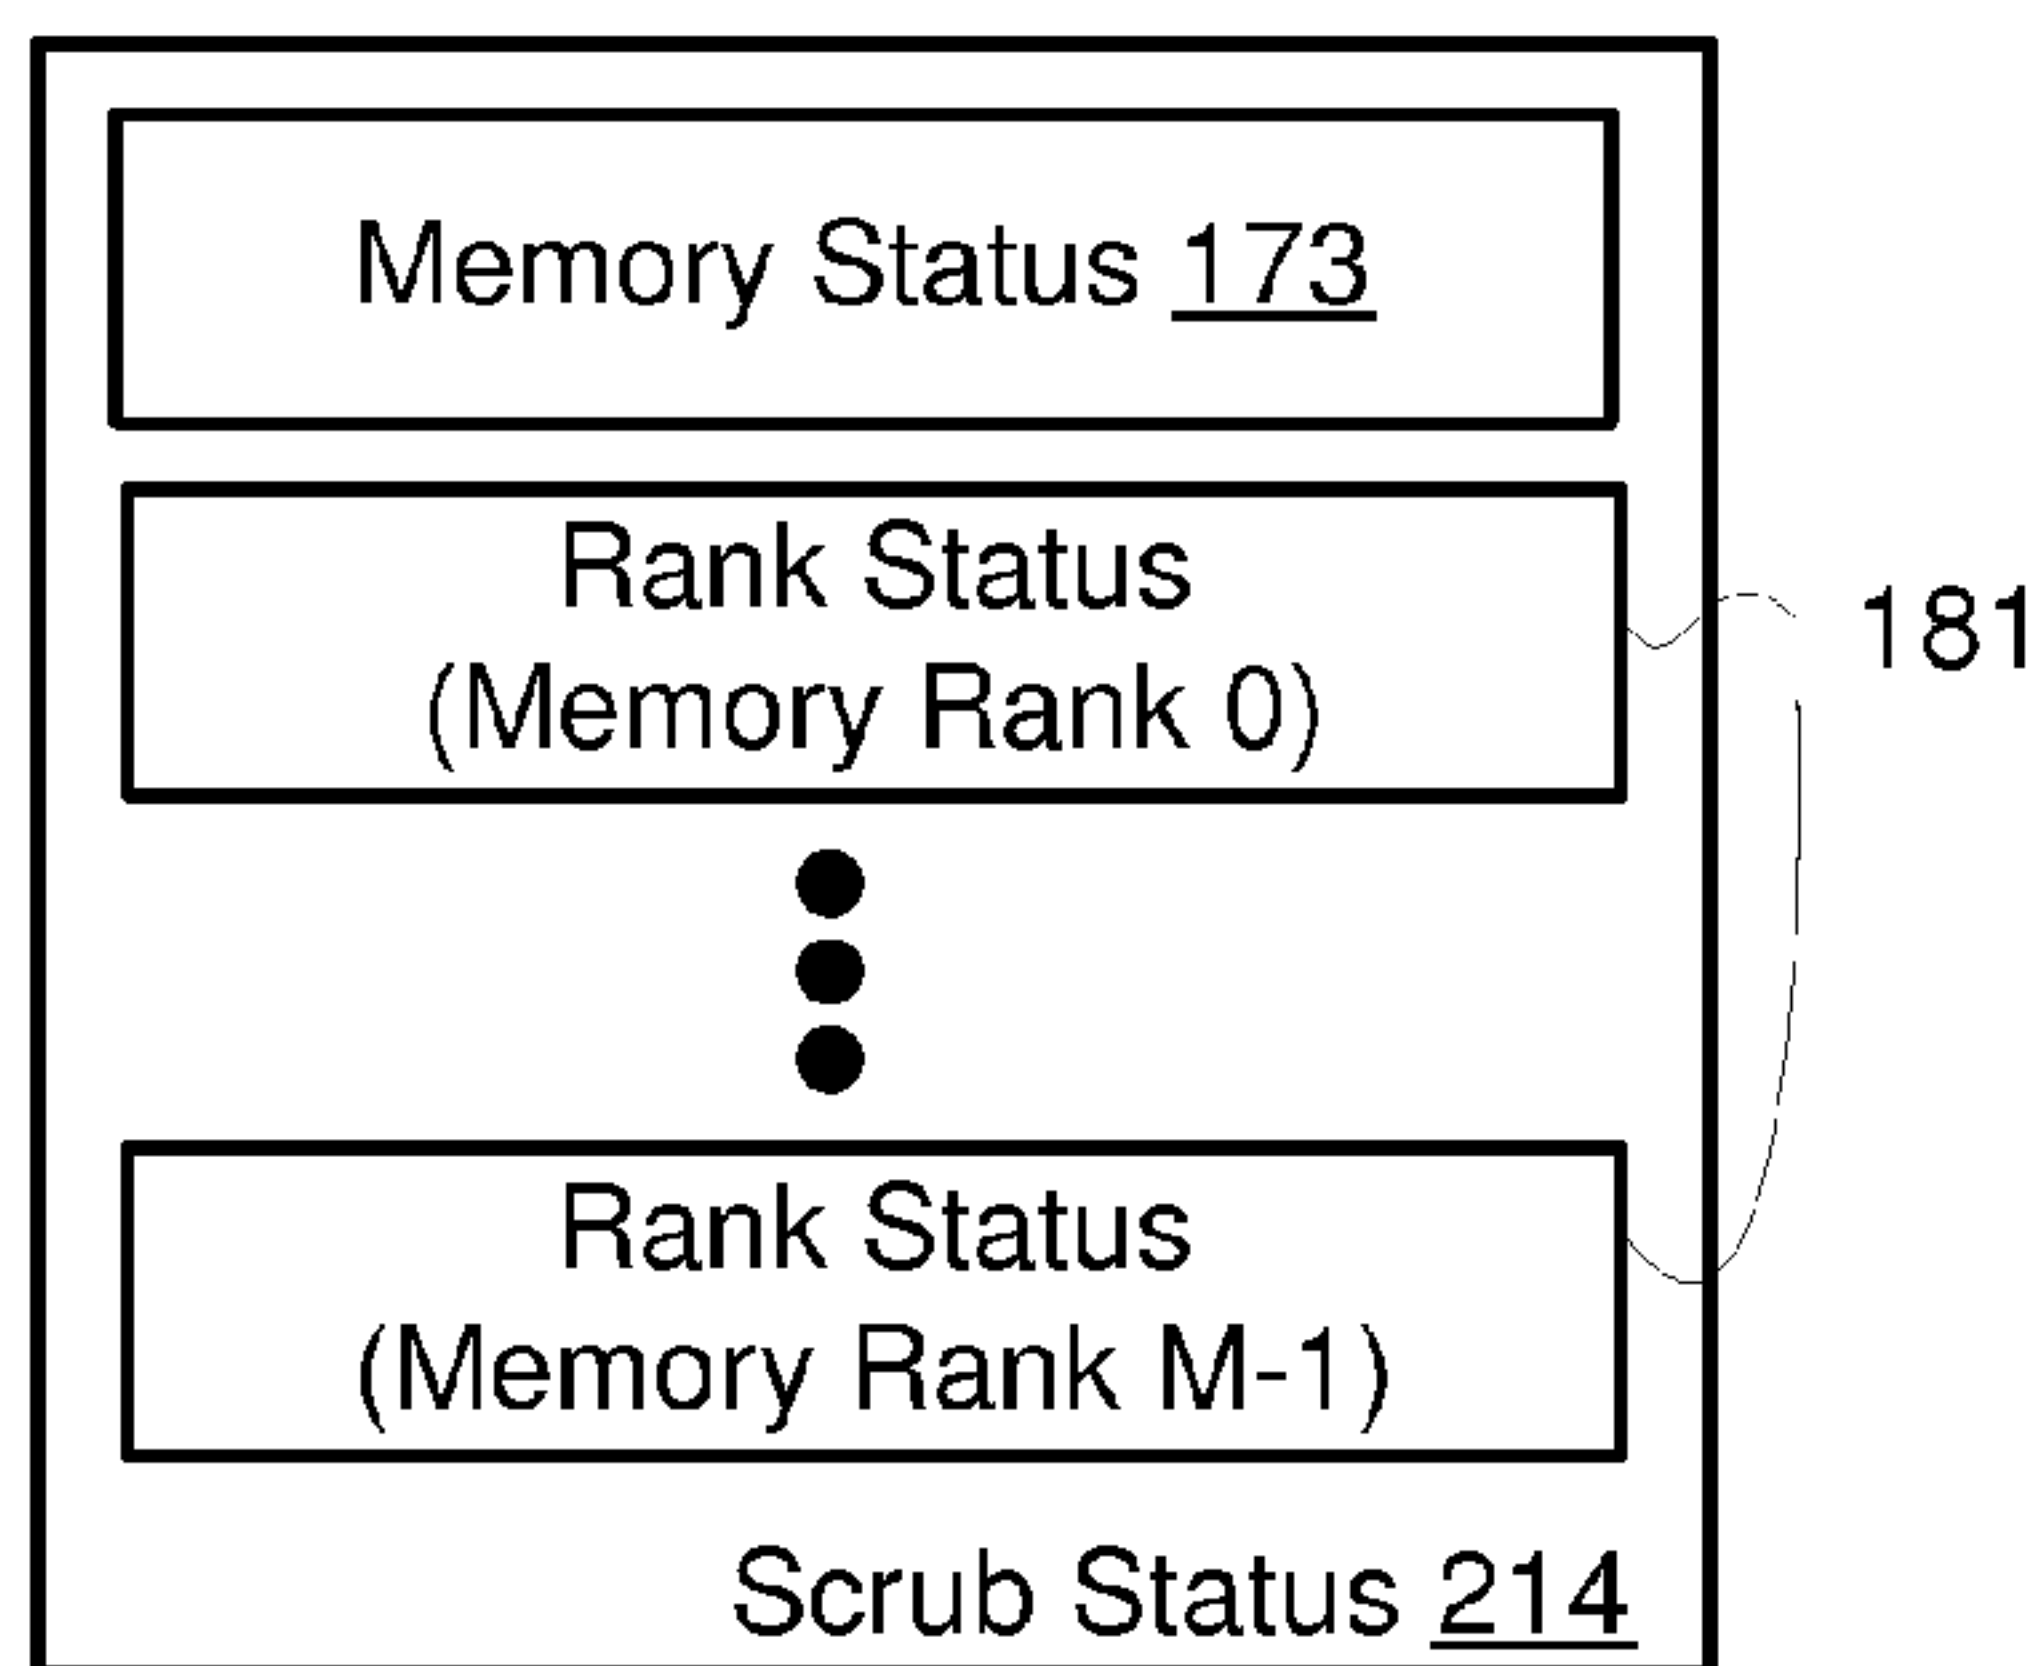 Memory Status 173
Rank Status
(Memory Rank 0)
181
Rank Status
(Memory Rank M-1)
Scrub Status 214